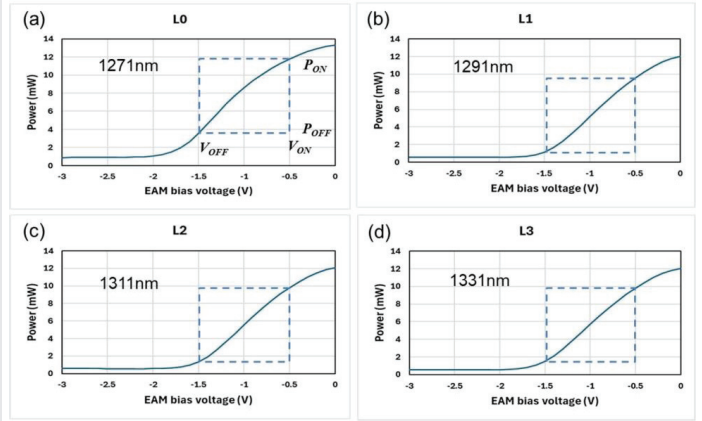 (a)
L0
14
12
10
8
6
4
2
0
Power (mW)
1271nm
P_ON
P_OFF
V_OFF
V_ON
-3 -2.5 -2 -1.5 -1 -0.5 0
EAM bias voltage (V)
(b)
L1
14
12
10
8
6
4
2
0
Power (mW)
1291nm
-3 -2.5 -2 -1.5 -1 -0.5 0
EAM bias voltage (V)
(c)
L2
14
12
10
8
6
4
2
0
Power (mW)
1311nm
-3 -2.5 -2 -1.5 -1 -0.5 0
EAM bias voltage (V)
(d)
L3
14
12
10
8
6
4
2
0
Power (mW)
1331nm
-3 -2.5 -2 -1.5 -1 -0.5 0
EAM bias voltage (V)